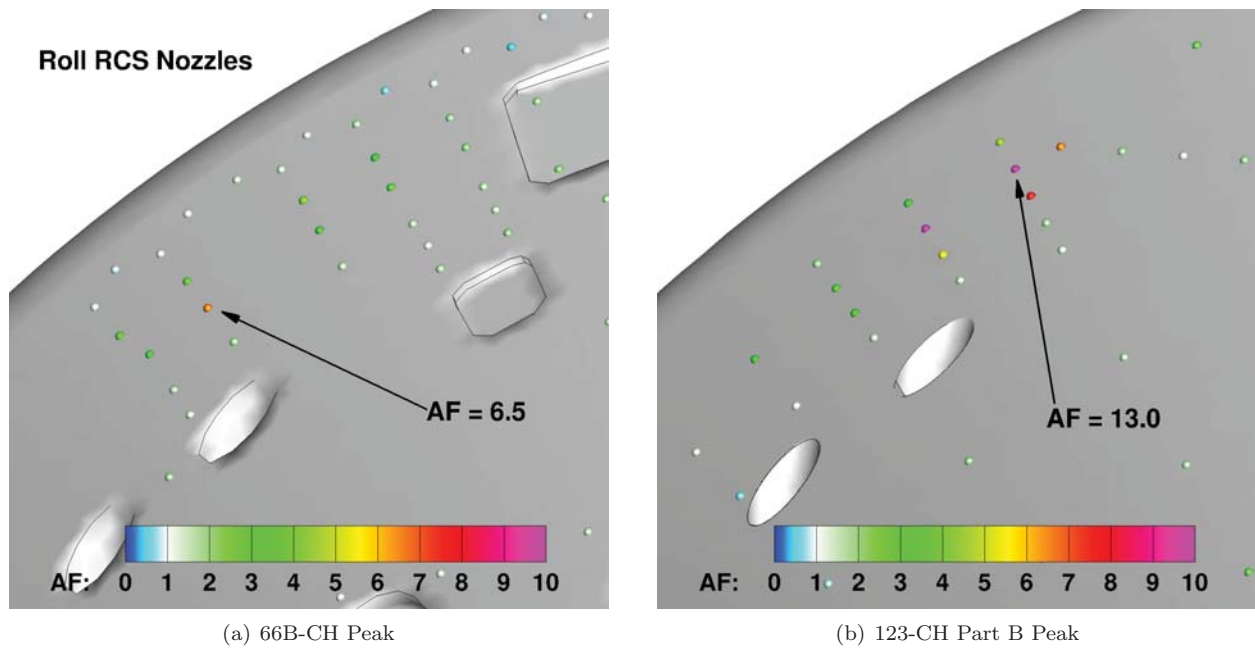 Roll RCS Nozzles
AF = 6.5
AF: 0 1 2 3 4 5 6 7 8 9 10
(a) 66B-CH Peak
AF = 13.0
AF: 0 1 2 3 4 5 6 7 8 9 10
(b) 123-CH Part B Peak